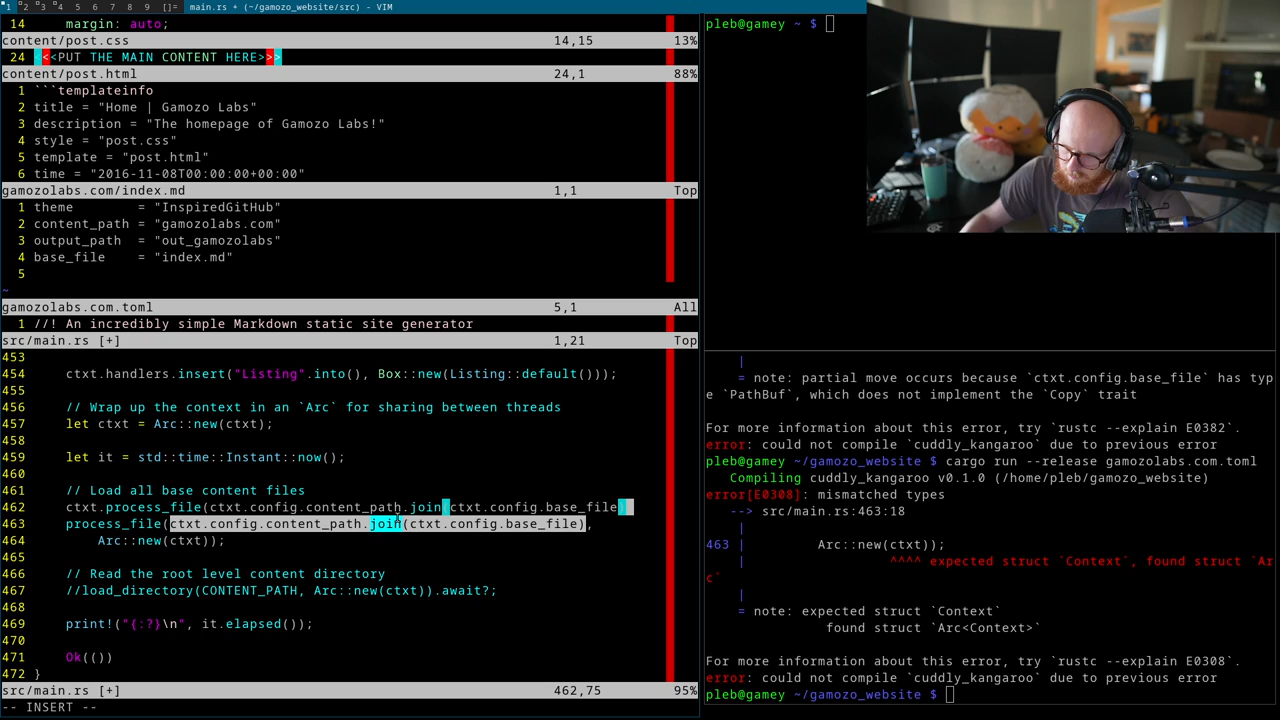 1 2 3 4 5 6 7 8 9 []= main.rs + (~/gamozo_website/src) - VIM
14     margin: auto;
content/post.css 14,15 13%
24 <<<PUT THE MAIN CONTENT HERE>>>
content/post.html 24,1 88%
1 ```templateinfo
2 title = "Home | Gamozo Labs"
3 description = "The homepage of Gamozo Labs!"
4 style = "post.css"
5 template = "post.html"
6 time = "2016-11-08T00:00:00+00:00"
gamozolabs.com/index.md 1,1 Top
1 theme        = "InspiredGitHub"
2 content_path = "gamozolabs.com"
3 output_path  = "out_gamozolabs"
4 base_file    = "index.md"
5
~
gamozolabs.com.toml 5,1 All
1 //! An incredibly simple Markdown static site generator
src/main.rs [+] 1,21 Top
453
454     ctxt.handlers.insert("Listing".into(), Box::new(Listing::default()));
455
456     // Wrap up the context in an `Arc` for sharing between threads
457     let ctxt = Arc::new(ctxt);
458
459     let it = std::time::Instant::now();
460
461     // Load all base content files
462     ctxt.process_file(ctxt.config.content_path.join(ctxt.config.base_file)
463     process_file(ctxt.config.content_path.join(ctxt.config.base_file),
464         Arc::new(ctxt));
465
466     // Read the root level content directory
467     //load_directory(CONTENT_PATH, Arc::new(ctxt)).await?;
468
469     print!("{:?}\n", it.elapsed());
470
471     Ok(())
472 }
src/main.rs [+] 462,75 95%
-- INSERT --
pleb@gamey ~ $
|
= note: partial move occurs because `ctxt.config.base_file` has typ
e `PathBuf`, which does not implement the `Copy` trait
For more information about this error, try `rustc --explain E0382`.
error: could not compile `cuddly_kangaroo` due to previous error
pleb@gamey ~/gamozo_website $ cargo run --release gamozolabs.com.toml
Compiling cuddly_kangaroo v0.1.0 (/home/pleb/gamozo_website)
error[E0308]: mismatched types
--> src/main.rs:463:18
|
463 |         Arc::new(ctxt));
|                  ^^^^ expected struct `Context`, found struct `Ar
c`
|
= note: expected struct `Context`
found struct `Arc<Context>`
For more information about this error, try `rustc --explain E0308`.
error: could not compile `cuddly_kangaroo` due to previous error
pleb@gamey ~/gamozo_website $